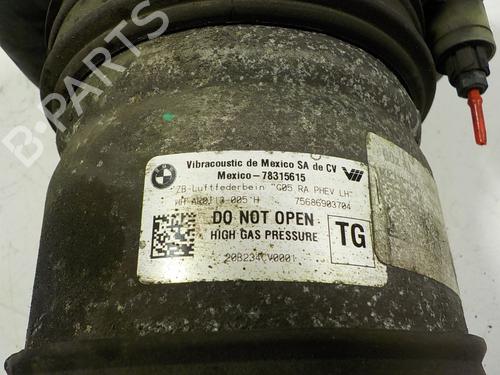 B-Parts
BMW
Vibracoustic de Mexico SA de CV
Mexico-78315615
ZB-Luftfederbein "G05 RA PHEV LH"
75686903704
DO NOT OPEN
HIGH GAS PRESSURE
TG
208234CV0001